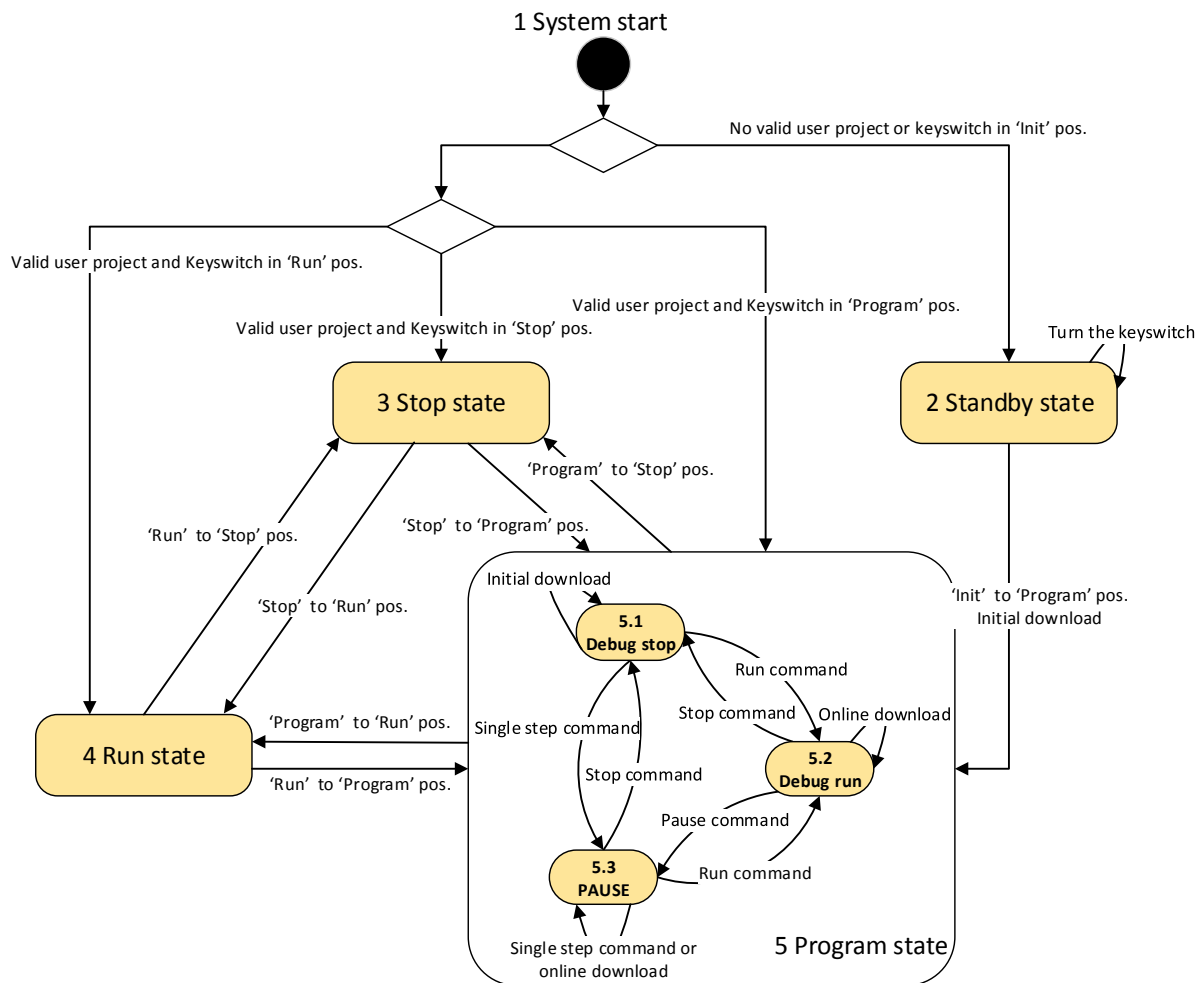 1 System start
No valid user project or keyswitch in ‘Init’ pos.
Valid user project and Keyswitch in ‘Run’ pos.
Valid user project and Keyswitch in ‘Program’ pos.
Valid user project and Keyswitch in ‘Stop’ pos.
Turn the keyswitch
3 Stop state
2 Standby state
‘Program’ to ‘Stop’ pos.
‘Stop’ to ‘Program’ pos.
‘Run’ to ‘Stop’ pos.
‘Stop’ to ‘Run’ pos.
Initial download
‘Init’ to ‘Program’ pos.
Initial download
5.1
Debug stop
Run command
Stop command
Online download
Single step command
‘Program’ to ‘Run’ pos.
4 Run state
‘Run’ to ‘Program’ pos.
5.2
Debug run
Stop command
Pause command
5.3
PAUSE
Run command
Single step command or
online download
5 Program state